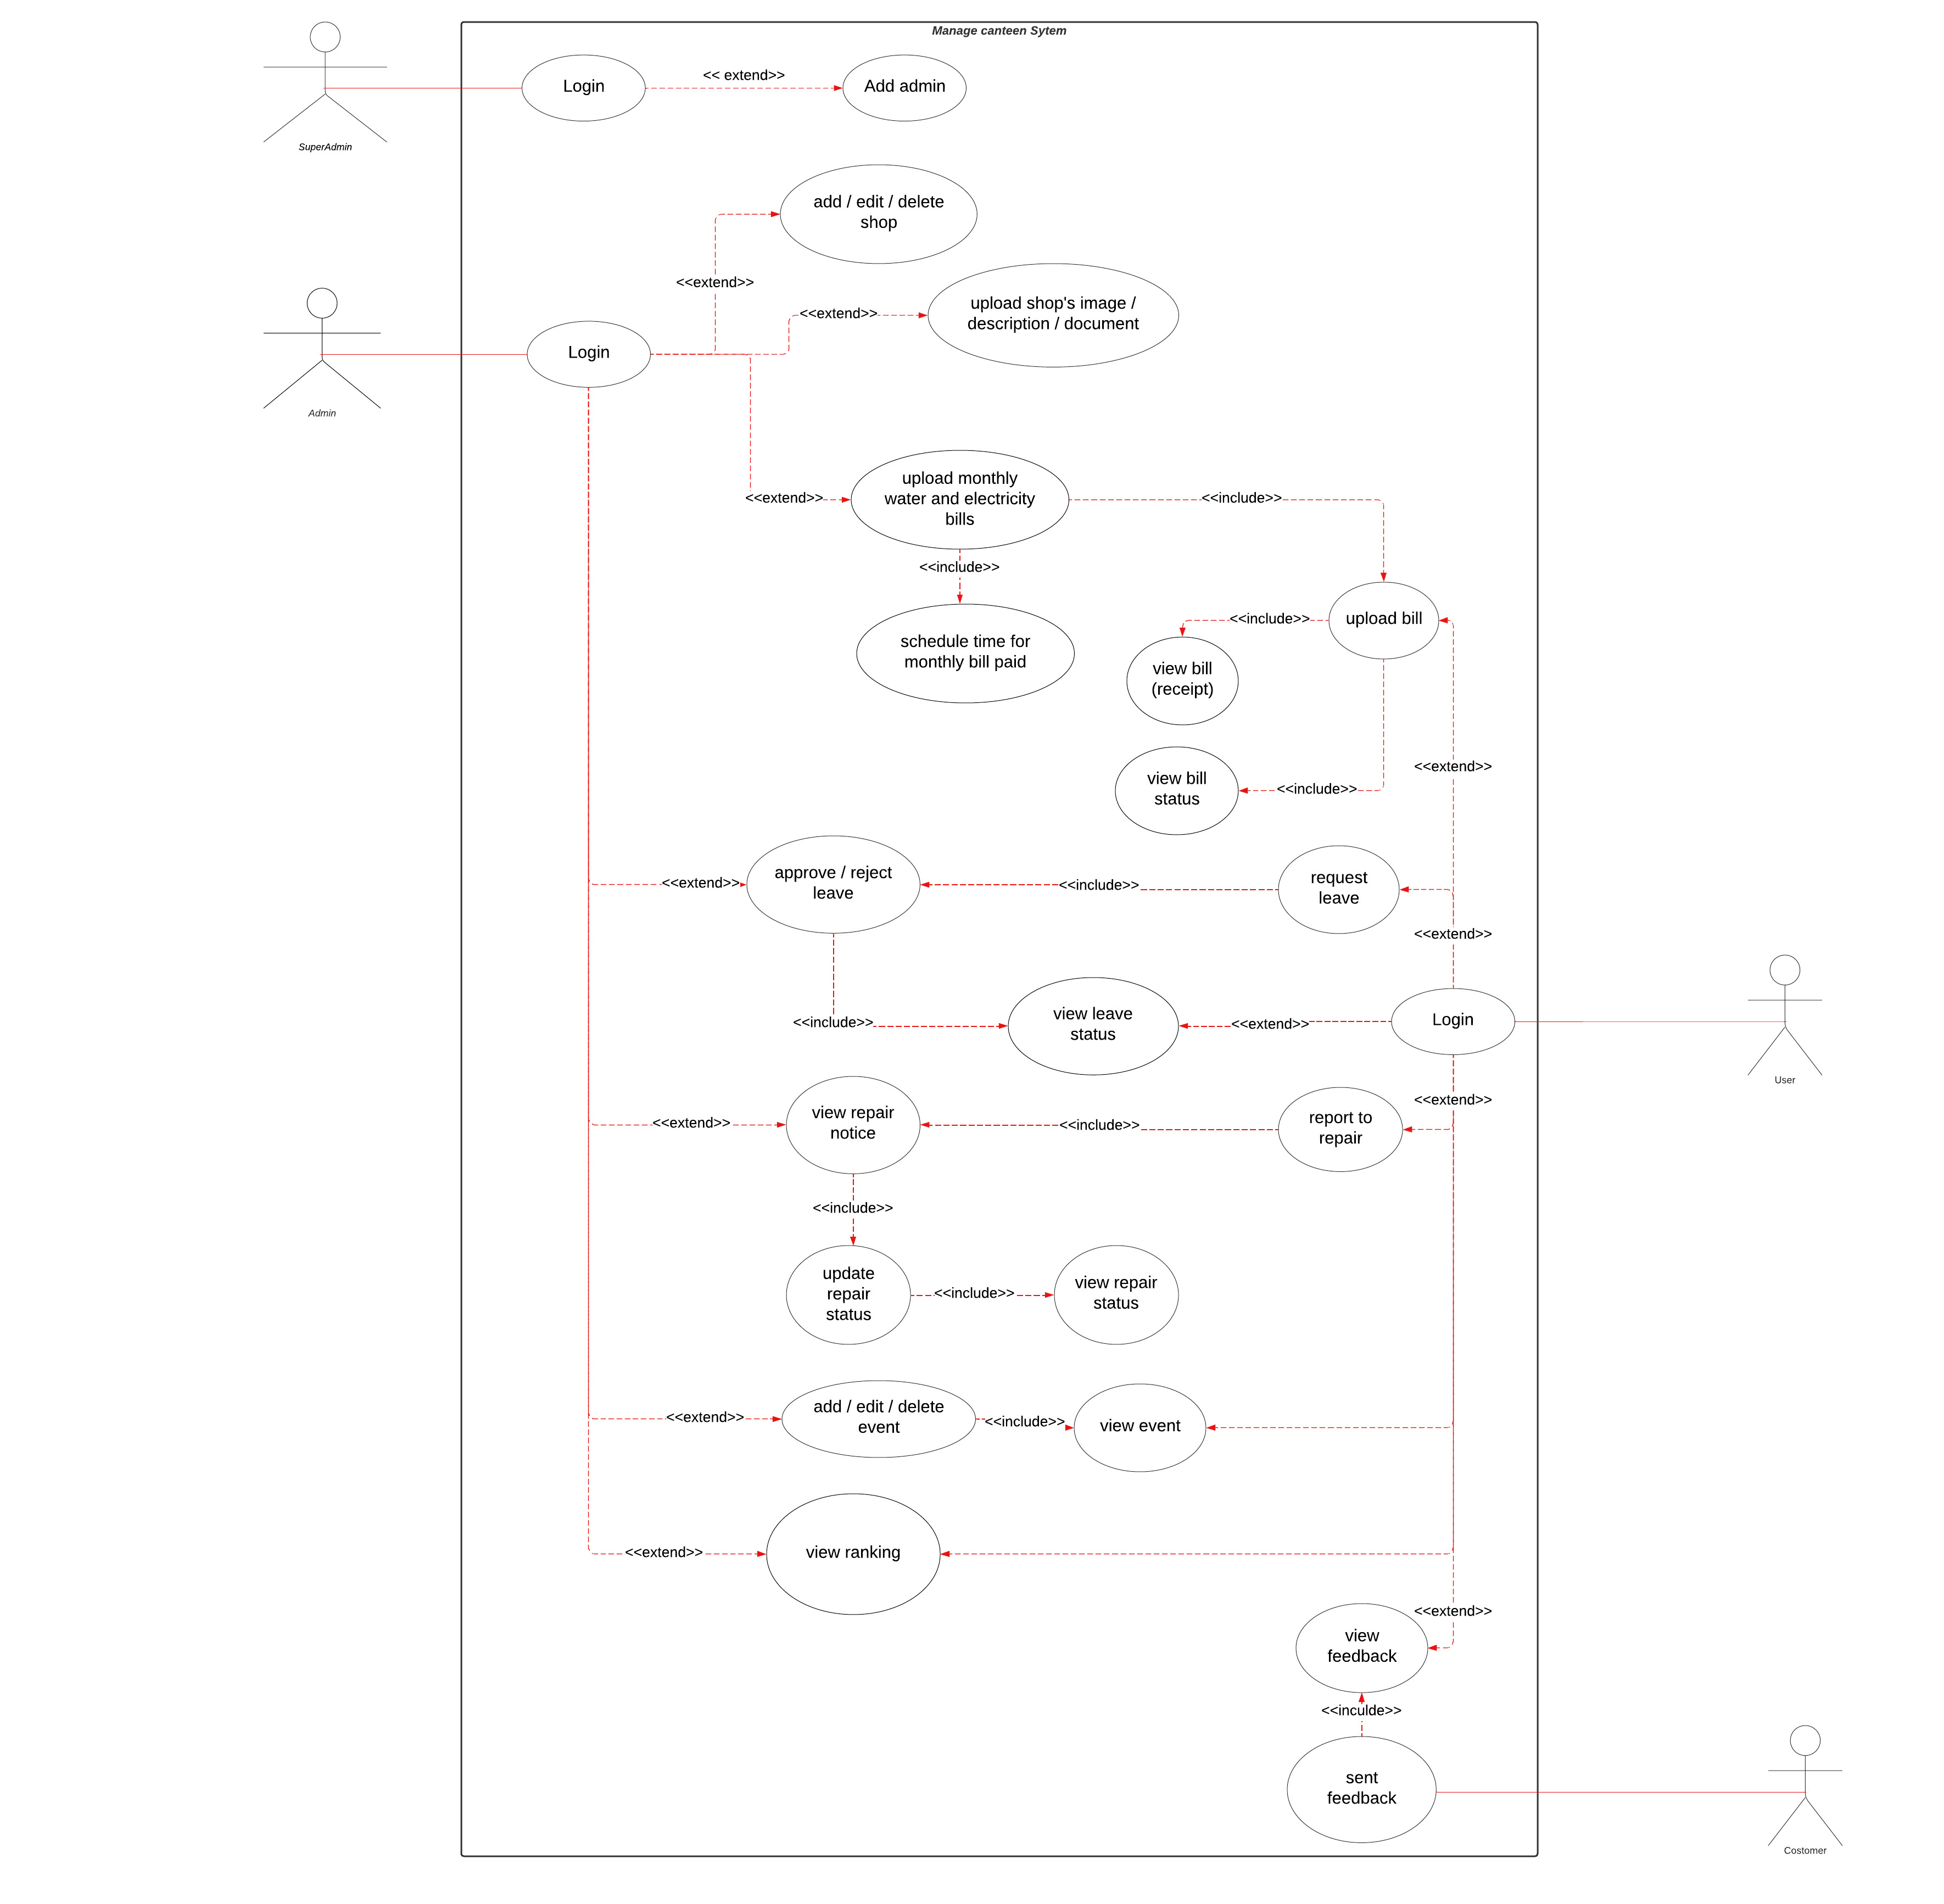 Manage canteen Sytem
Login
<< extend>>
Add admin
SuperAdmin
add / edit / delete
shop
<<extend>>
upload shop's image /
description / document
<<extend>>
Login
Admin
upload monthly
water and electricity
bills
<<extend>>
<<include>>
<<include>>
upload bill
<<include>>
schedule time for
monthly bill paid
view bill
(receipt)
<<extend>>
view bill
status
<<include>>
approve / reject
leave
<<extend>>
<<include>>
request
leave
<<extend>>
<<include>>
view leave
status
<<extend>>
Login
User
<<extend>>
view repair
notice
<<extend>>
<<include>>
report to
repair
<<include>>
update
repair
status
<<include>>
view repair
status
add / edit / delete
event
<<extend>>
<<include>>
view event
<<extend>>
view ranking
<<extend>>
view
feedback
<<inculde>>
sent
feedback
Costomer